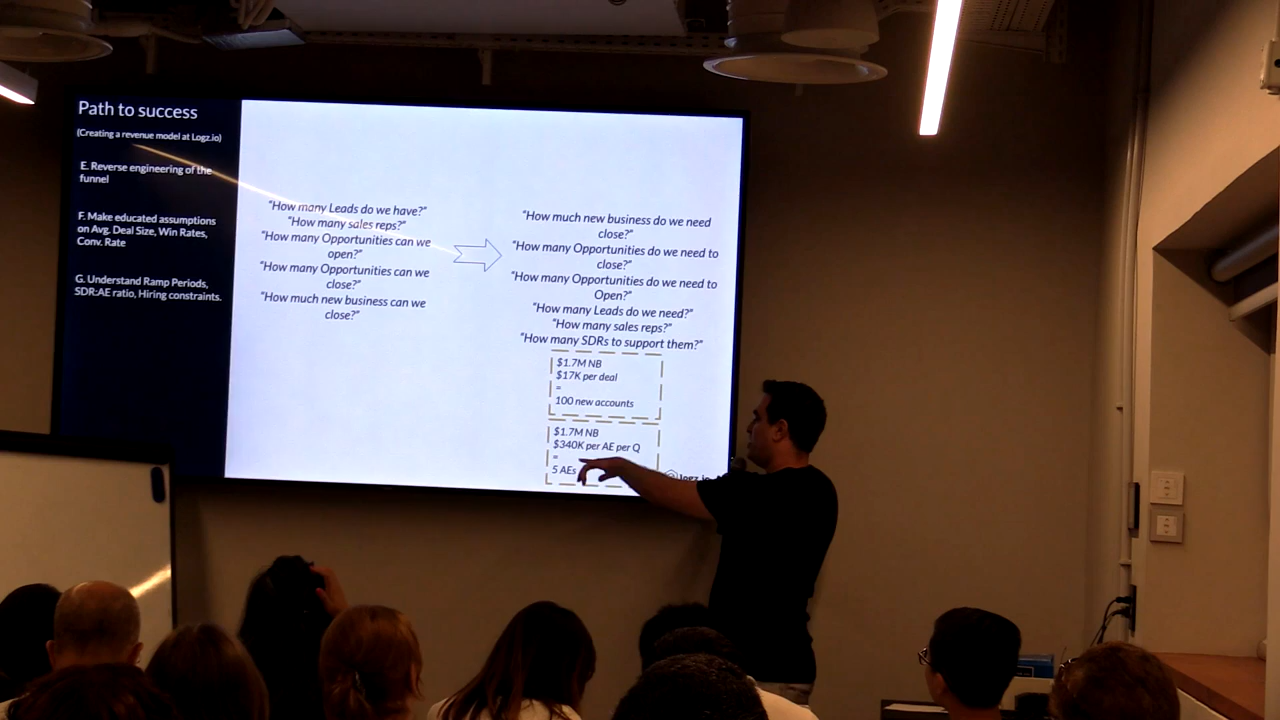 Path to success
(Creating a revenue model at Logz.io)
E. Reverse engineering of the
funnel
F. Make educated assumptions
on Avg. Deal Size, Win Rates,
Conv. Rate
G. Understand Ramp Periods,
SDR:AE ratio, Hiring constraints.
"How many Leads do we have?"
"How many sales reps?"
"How many Opportunities can we
open?"
"How many Opportunities can we
close?"
"How much new business can we
close?"
"How much new business do we need
close?"
"How many Opportunities do we need to
close?"
"How many Opportunities do we need to
Open?"
"How many Leads do we need?"
"How many sales reps?"
"How many SDRs to support them?"
$1.7M NB
$17K per deal
=
100 new accounts
$1.7M NB
$340K per AE per Q
=
5 AEs
logz.io